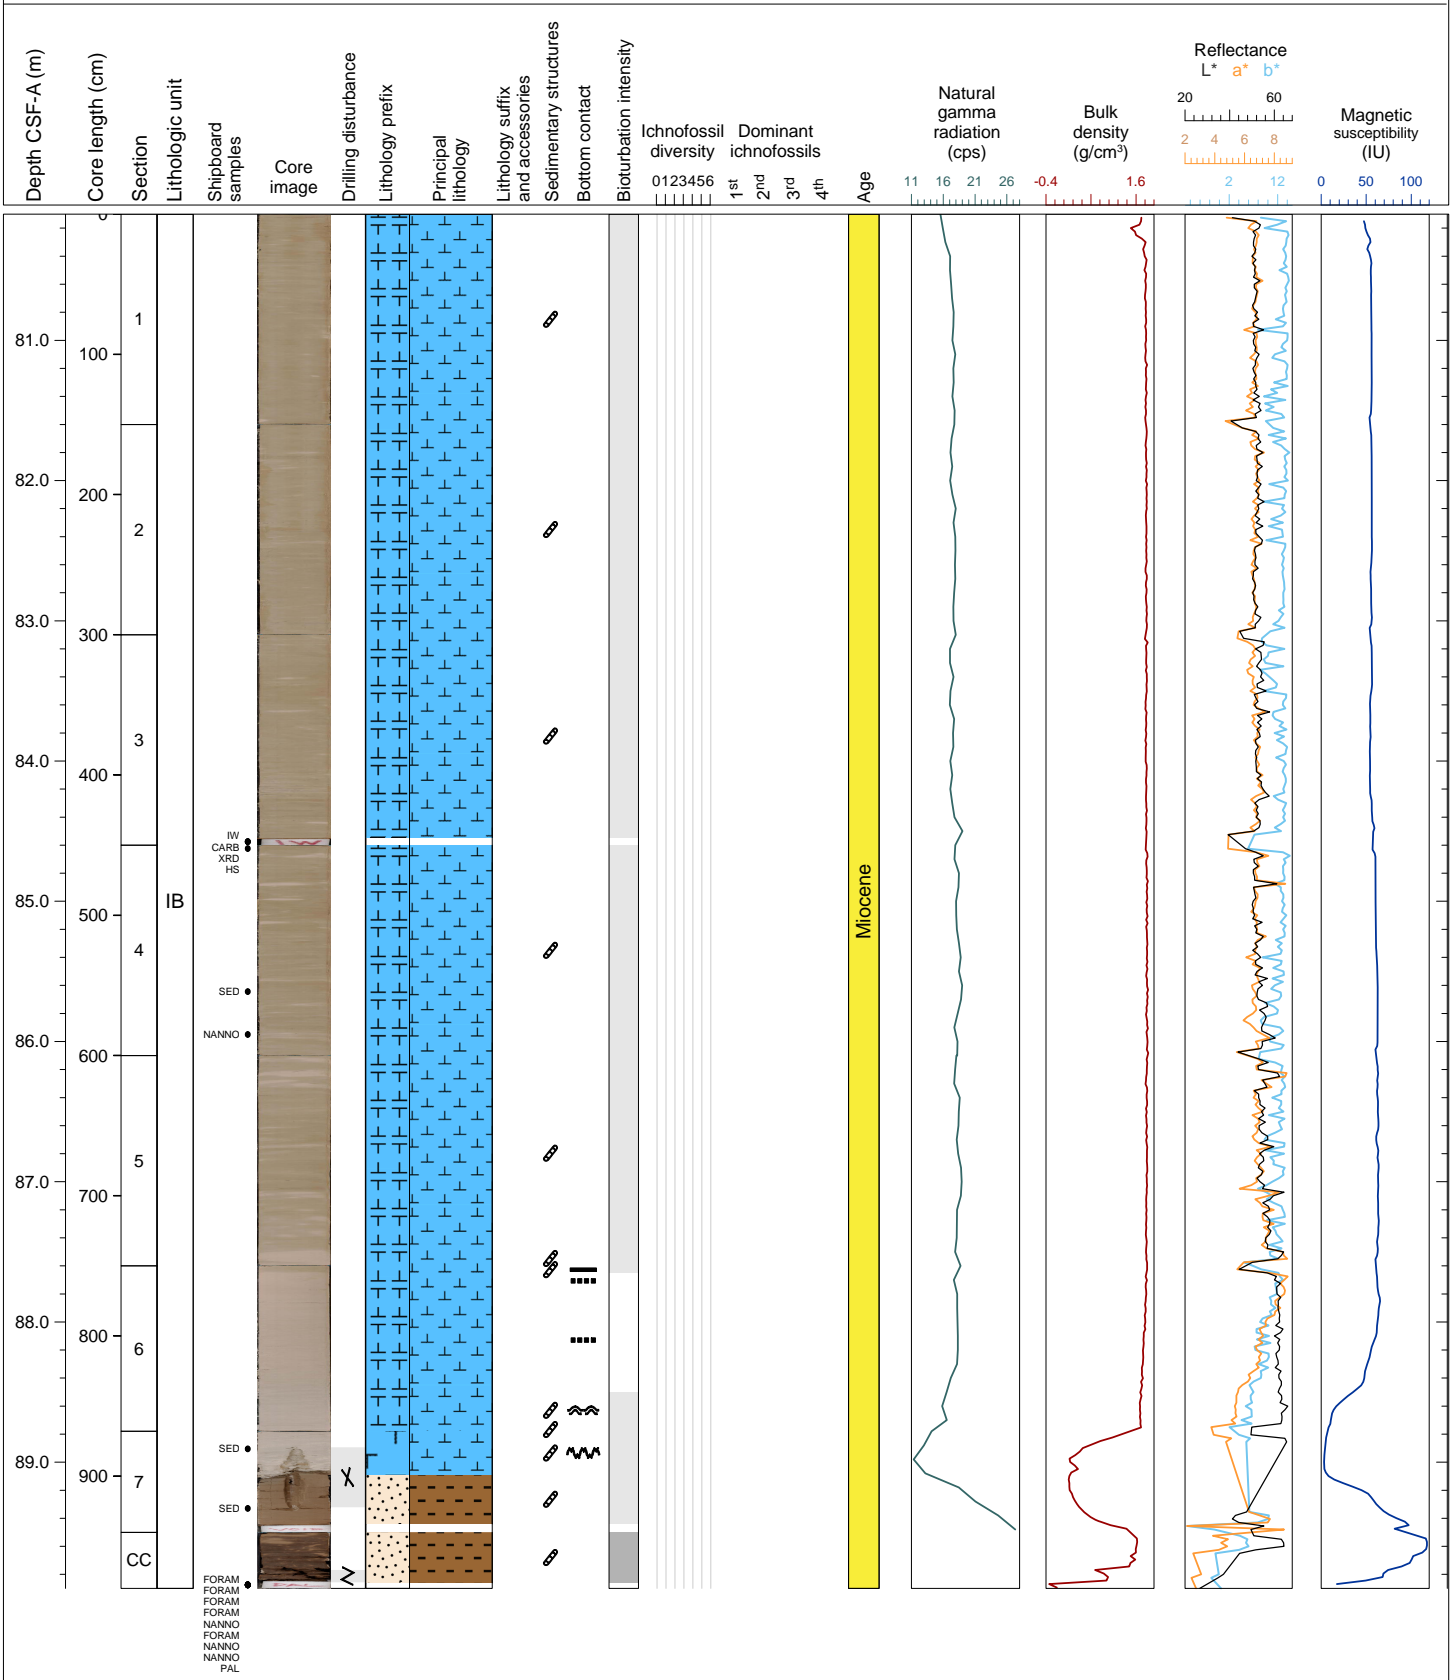 Depth CSF-A (m)
Core length (cm)
Section
Lithologic unit
Shipboard
samples
Core
image
Drilling disturbance
Lithology prefix
Principal
lithology
Lithology suffix
and accessories
Sedimentary structures
Bottom contact
Bioturbation intensity
Ichnofossil
diversity
0123456
Dominant
ichnofossils
1st
2nd
3rd
4th
Age
Natural
gamma
radiation
(cps)
11 16 21 26
Bulk
density
(g/cm³)
-0.4 1.6
Reflectance
L* a* b*
20 60
2 4 6 8
2 12
Magnetic
susceptibility
(IU)
0 50 100
0
1
81.0
100
82.0
200
2
83.0
300
3
84.0
400
IW
CARB
XRD
HS
IW
85.0
500
IB
Miocene
4
SED
NANNO
86.0
600
5
87.0
700
88.0
800
6
SED
89.0
900
7
SED
CC
FORAM
FORAM
FORAM
FORAM
NANNO
FORAM
NANNO
NANNO
PAL
PAL